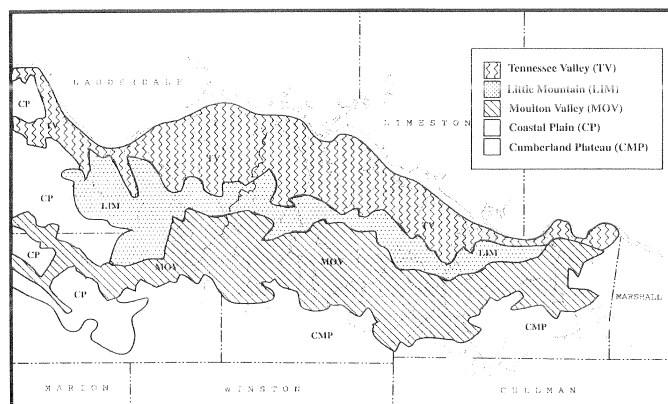 LAUDERDALE
LIMESTON
Tennessee Valley (TV)
Little Mountain (LIM)
Moulton Valley (MOV)
Coastal Plain (CP)
Cumberland Plateau (CMP)
CP
TV
TV
CP
LIM
TV
CP
CP
MOV
MOV
LIM
CMP
CMP
MARSHALL
MARION
WINSTON
CULLMAN